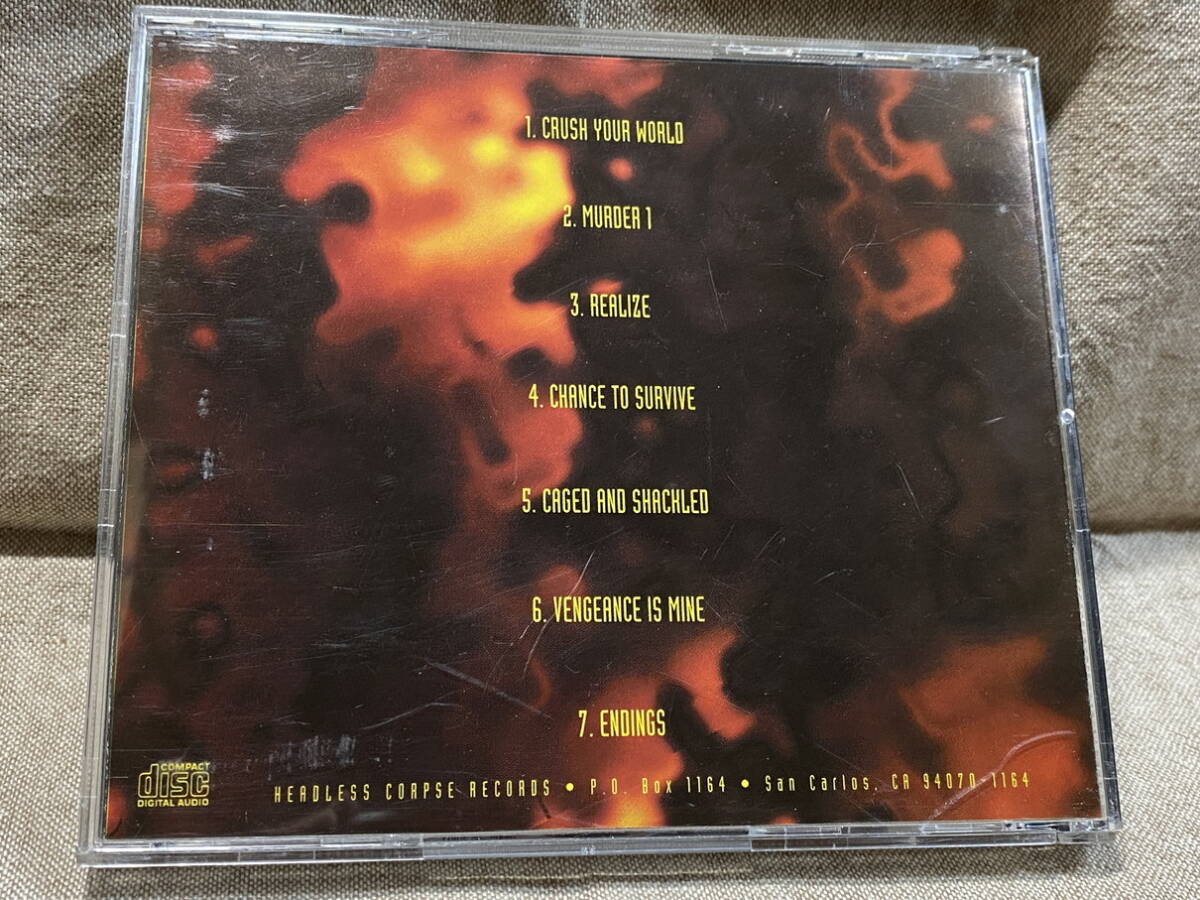 1. CRUSH YOUR WORLD
2. MURDER 1
3. REALIZE
4. CHANCE TO SURVIVE
5. CAGED AND SHACKLED
6. VENGEANCE IS MINE
7. ENDINGS
COMPACT
disc
DIGITAL AUDIO
HEADLESS CORPSE RECORDS • P.O. Box 1164 • San Carlos, CA 94070-1164